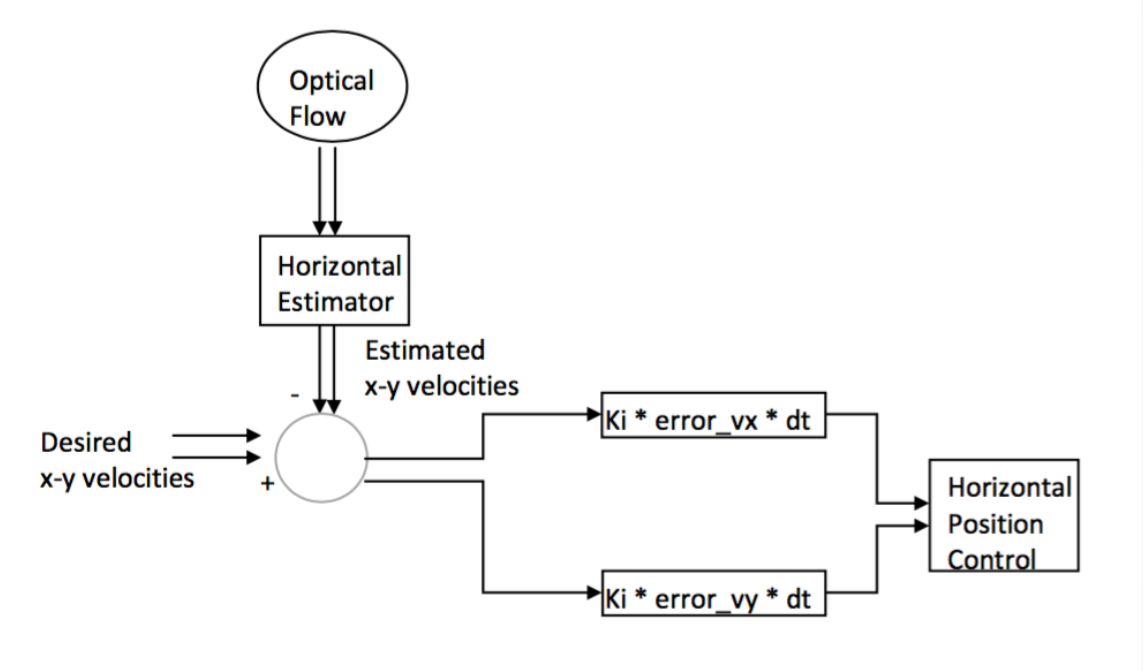 Optical
Flow
Horizontal
Estimator
Estimated
x-y velocities
-
Desired
x-y velocities
+
Ki * error_vx * dt
Horizontal
Position
Control
Ki * error_vy * dt